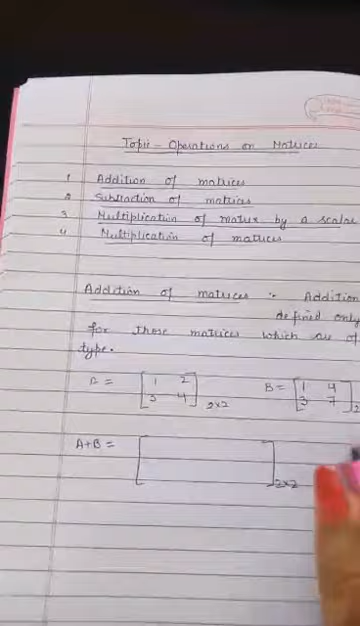 Topic - Operations on Matrices
1 Addition of matrices
2 Subtraction of matrices
3 Multiplication of matrix by a scalar
4 Multiplication of matrices
Addition of matrices :- Addition
defined only
for those matrices which are of
type.
A = [1 2 3 4] 2×2 B = [1 4 3 7] 2
A+B = [ ] 2×2